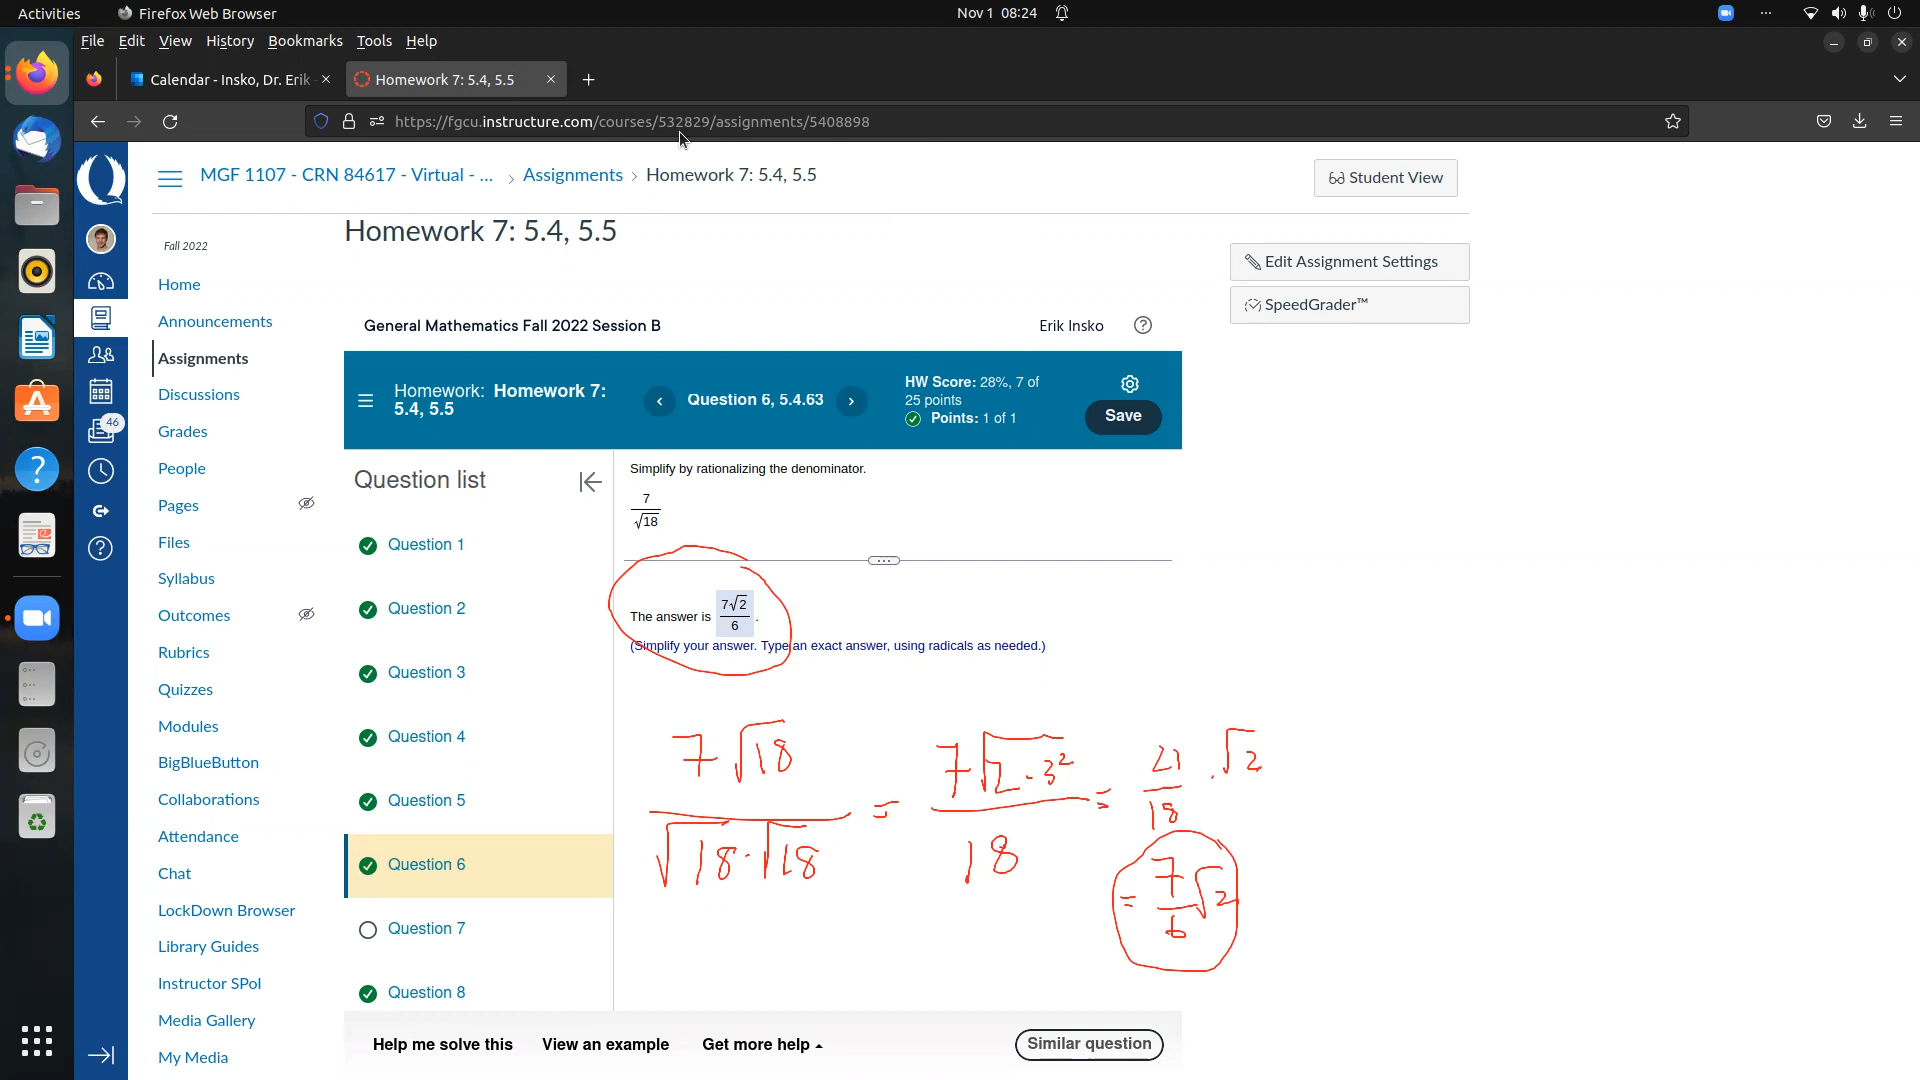 Activities
Firefox Web Browser
Nov 1 08:24
File Edit View History Bookmarks Tools Help
Calendar - Insko, Dr. Erik
Homework 7: 5.4, 5.5
https://fgcu.instructure.com/courses/532829/assignments/5408898
MGF 1107 - CRN 84617 - Virtual - ... › Assignments › Homework 7: 5.4, 5.5
Student View
Homework 7: 5.4, 5.5
Edit Assignment Settings
SpeedGrader™
Fall 2022
Home
Announcements
Assignments
Discussions
Grades
People
Pages
Files
Syllabus
Outcomes
Rubrics
Quizzes
Modules
BigBlueButton
Collaborations
Attendance
Chat
LockDown Browser
Library Guides
Instructor SPol
Media Gallery
My Media
46
General Mathematics Fall 2022 Session B
Erik Insko
Homework: Homework 7:
5.4, 5.5
Question 6, 5.4.63
HW Score: 28%, 7 of
25 points
Points: 1 of 1
Save
Question list
Question 1
Question 2
Question 3
Question 4
Question 5
Question 6
Question 7
Question 8
Simplify by rationalizing the denominator.
7
√18
The answer is 7√2/6.
(Simplify your answer. Type an exact answer, using radicals as needed.)
7√18 / √18·√18 = 7√2·3² / 18 = 21/18 · √2
= 7/6 √2
Help me solve this
View an example
Get more help
Similar question